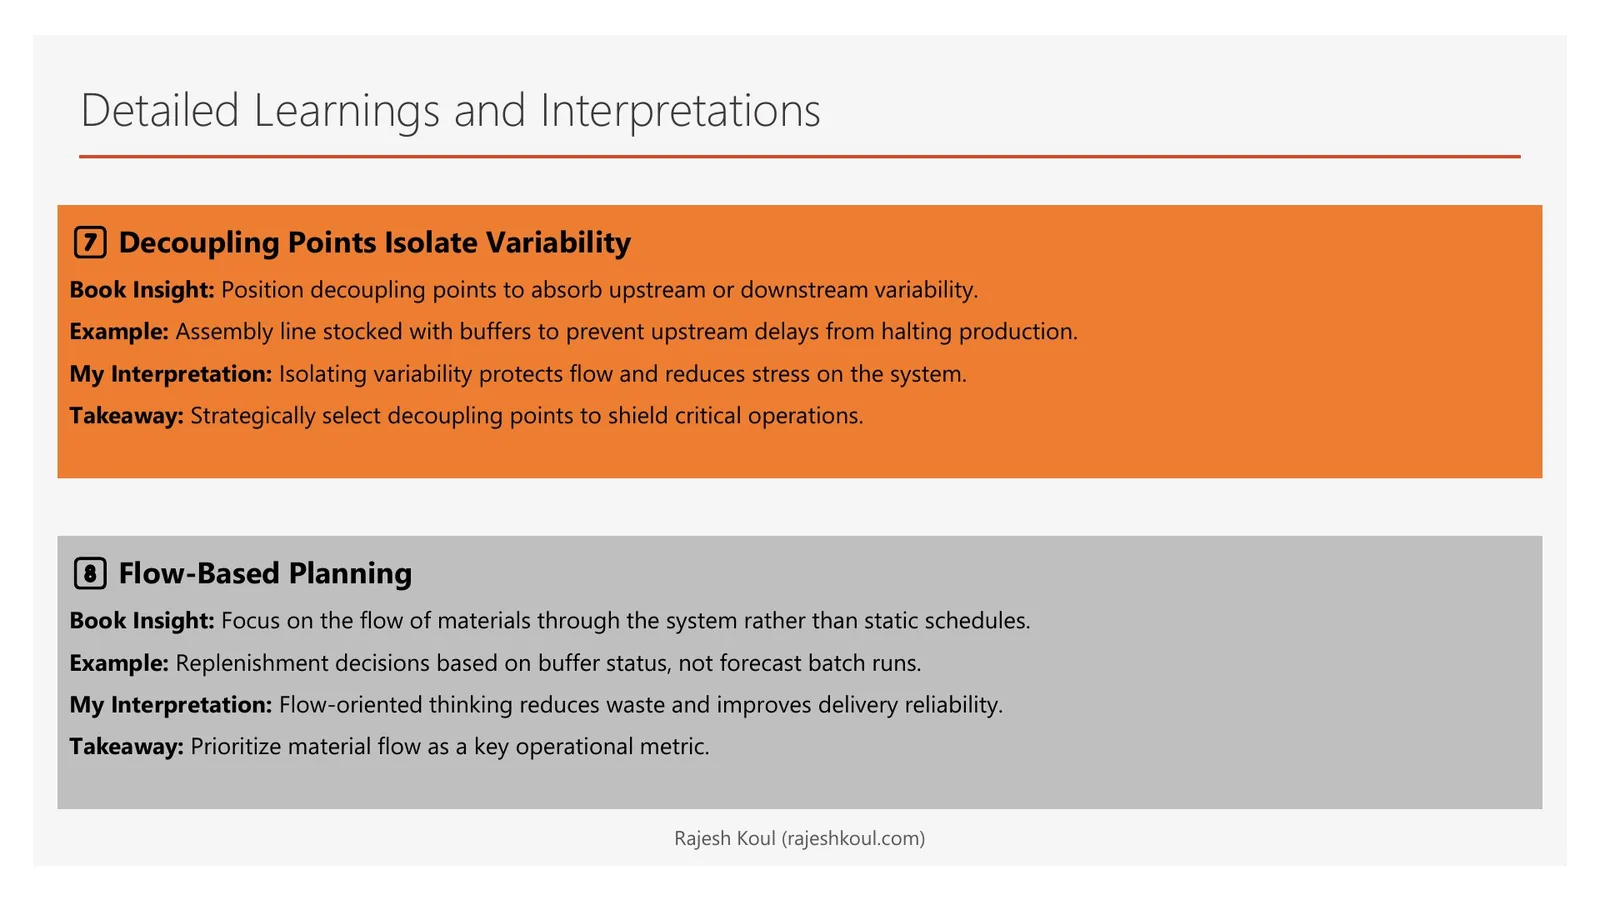 Detailed Learnings and Interpretations
7 Decoupling Points Isolate Variability
Book Insight: Position decoupling points to absorb upstream or downstream variability.
Example: Assembly line stocked with buffers to prevent upstream delays from halting production.
My Interpretation: Isolating variability protects flow and reduces stress on the system.
Takeaway: Strategically select decoupling points to shield critical operations.
8 Flow-Based Planning
Book Insight: Focus on the flow of materials through the system rather than static schedules.
Example: Replenishment decisions based on buffer status, not forecast batch runs.
My Interpretation: Flow-oriented thinking reduces waste and improves delivery reliability.
Takeaway: Prioritize material flow as a key operational metric.
Rajesh Koul (rajeshkoul.com)